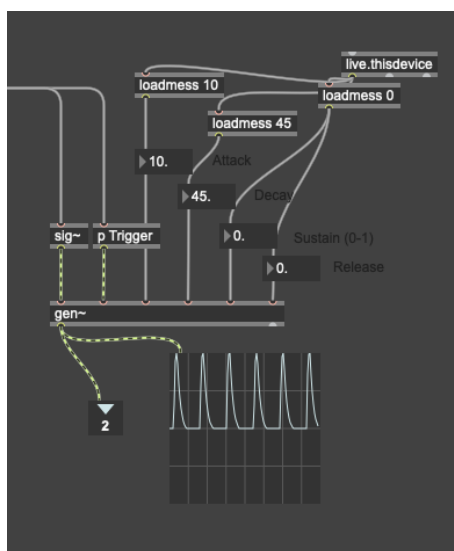 live.thisdevice
loadmess 10
loadmess 0
loadmess 45
10.
Attack
45.
Decay
sig~
p Trigger
0.
Sustain (0-1)
0.
Release
gen~
2